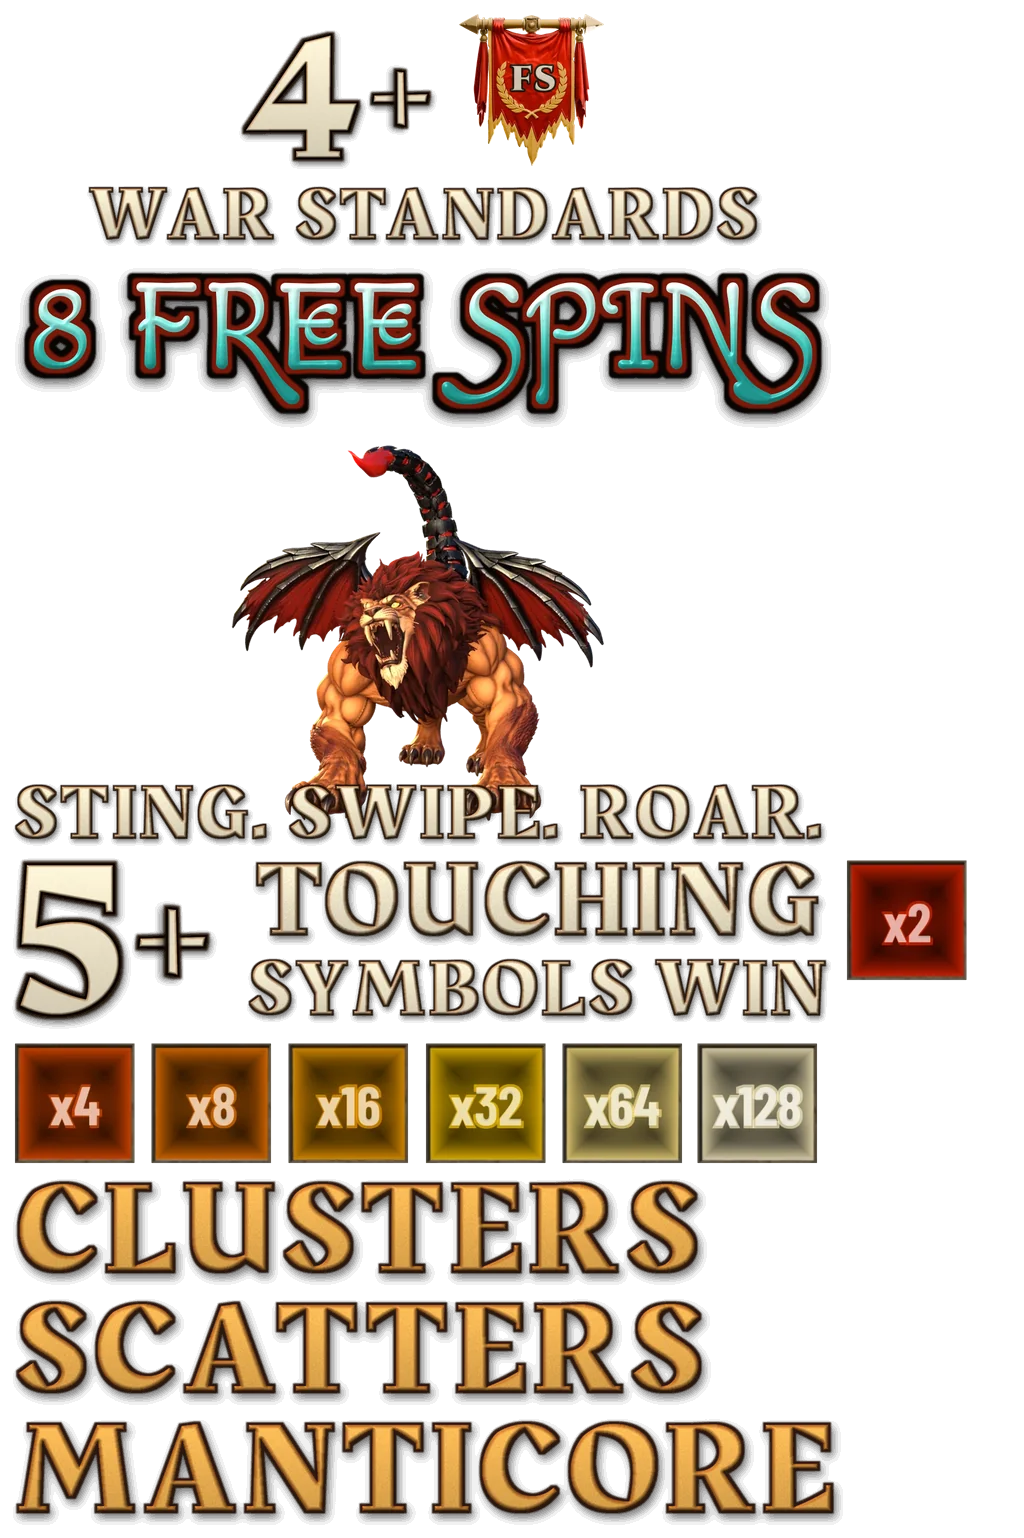 4+ FS
WAR STANDARDS
8 FREE SPINS
STING. SWIPE. ROAR.
5+ TOUCHING
SYMBOLS WIN
x2
x4 x8 x16 x32 x64 x128
CLUSTERS
SCATTERS
MANTICORE